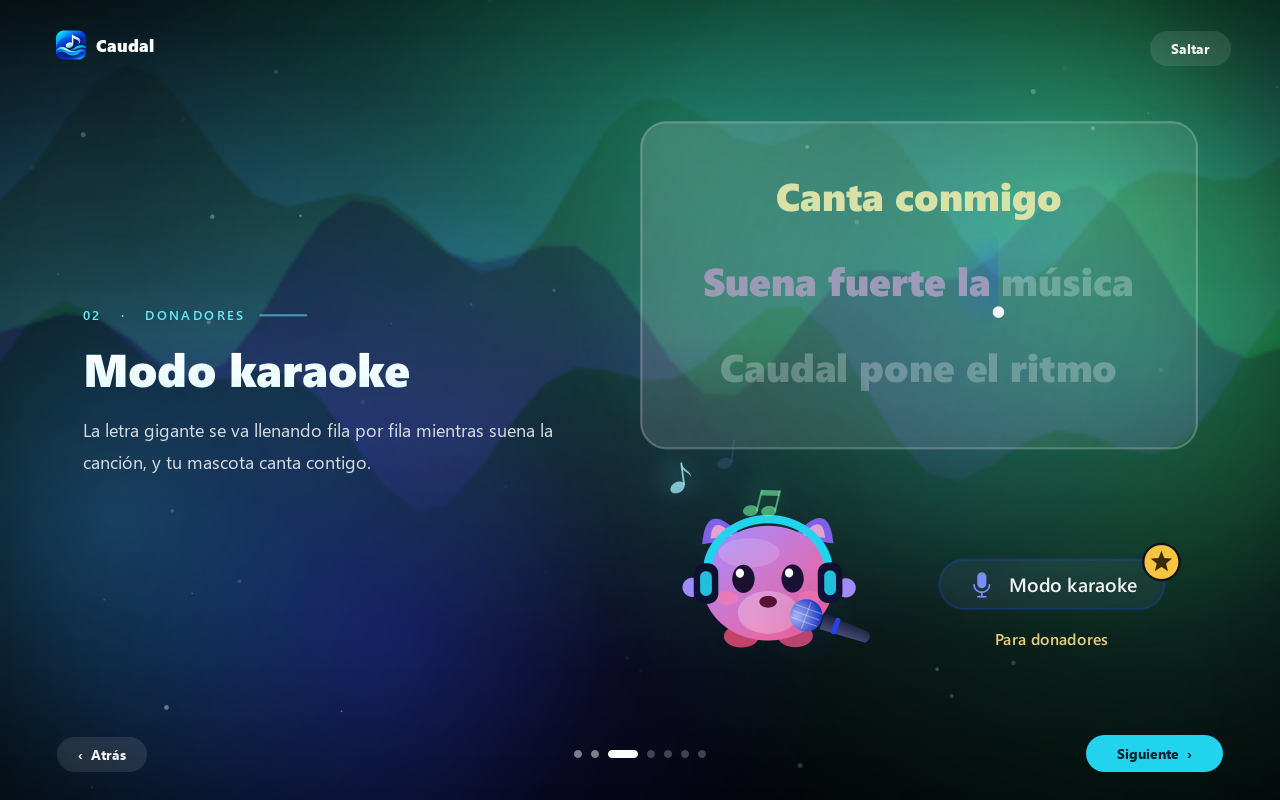 Caudal
Saltar
Canta conmigo
Suena fuerte la música
Caudal pone el ritmo
02 · DONADORES
Modo karaoke
La letra gigante se va llenando fila por fila mientras suena la
canción, y tu mascota canta contigo.
Modo karaoke
Para donadores
‹ Atrás
Siguiente ›